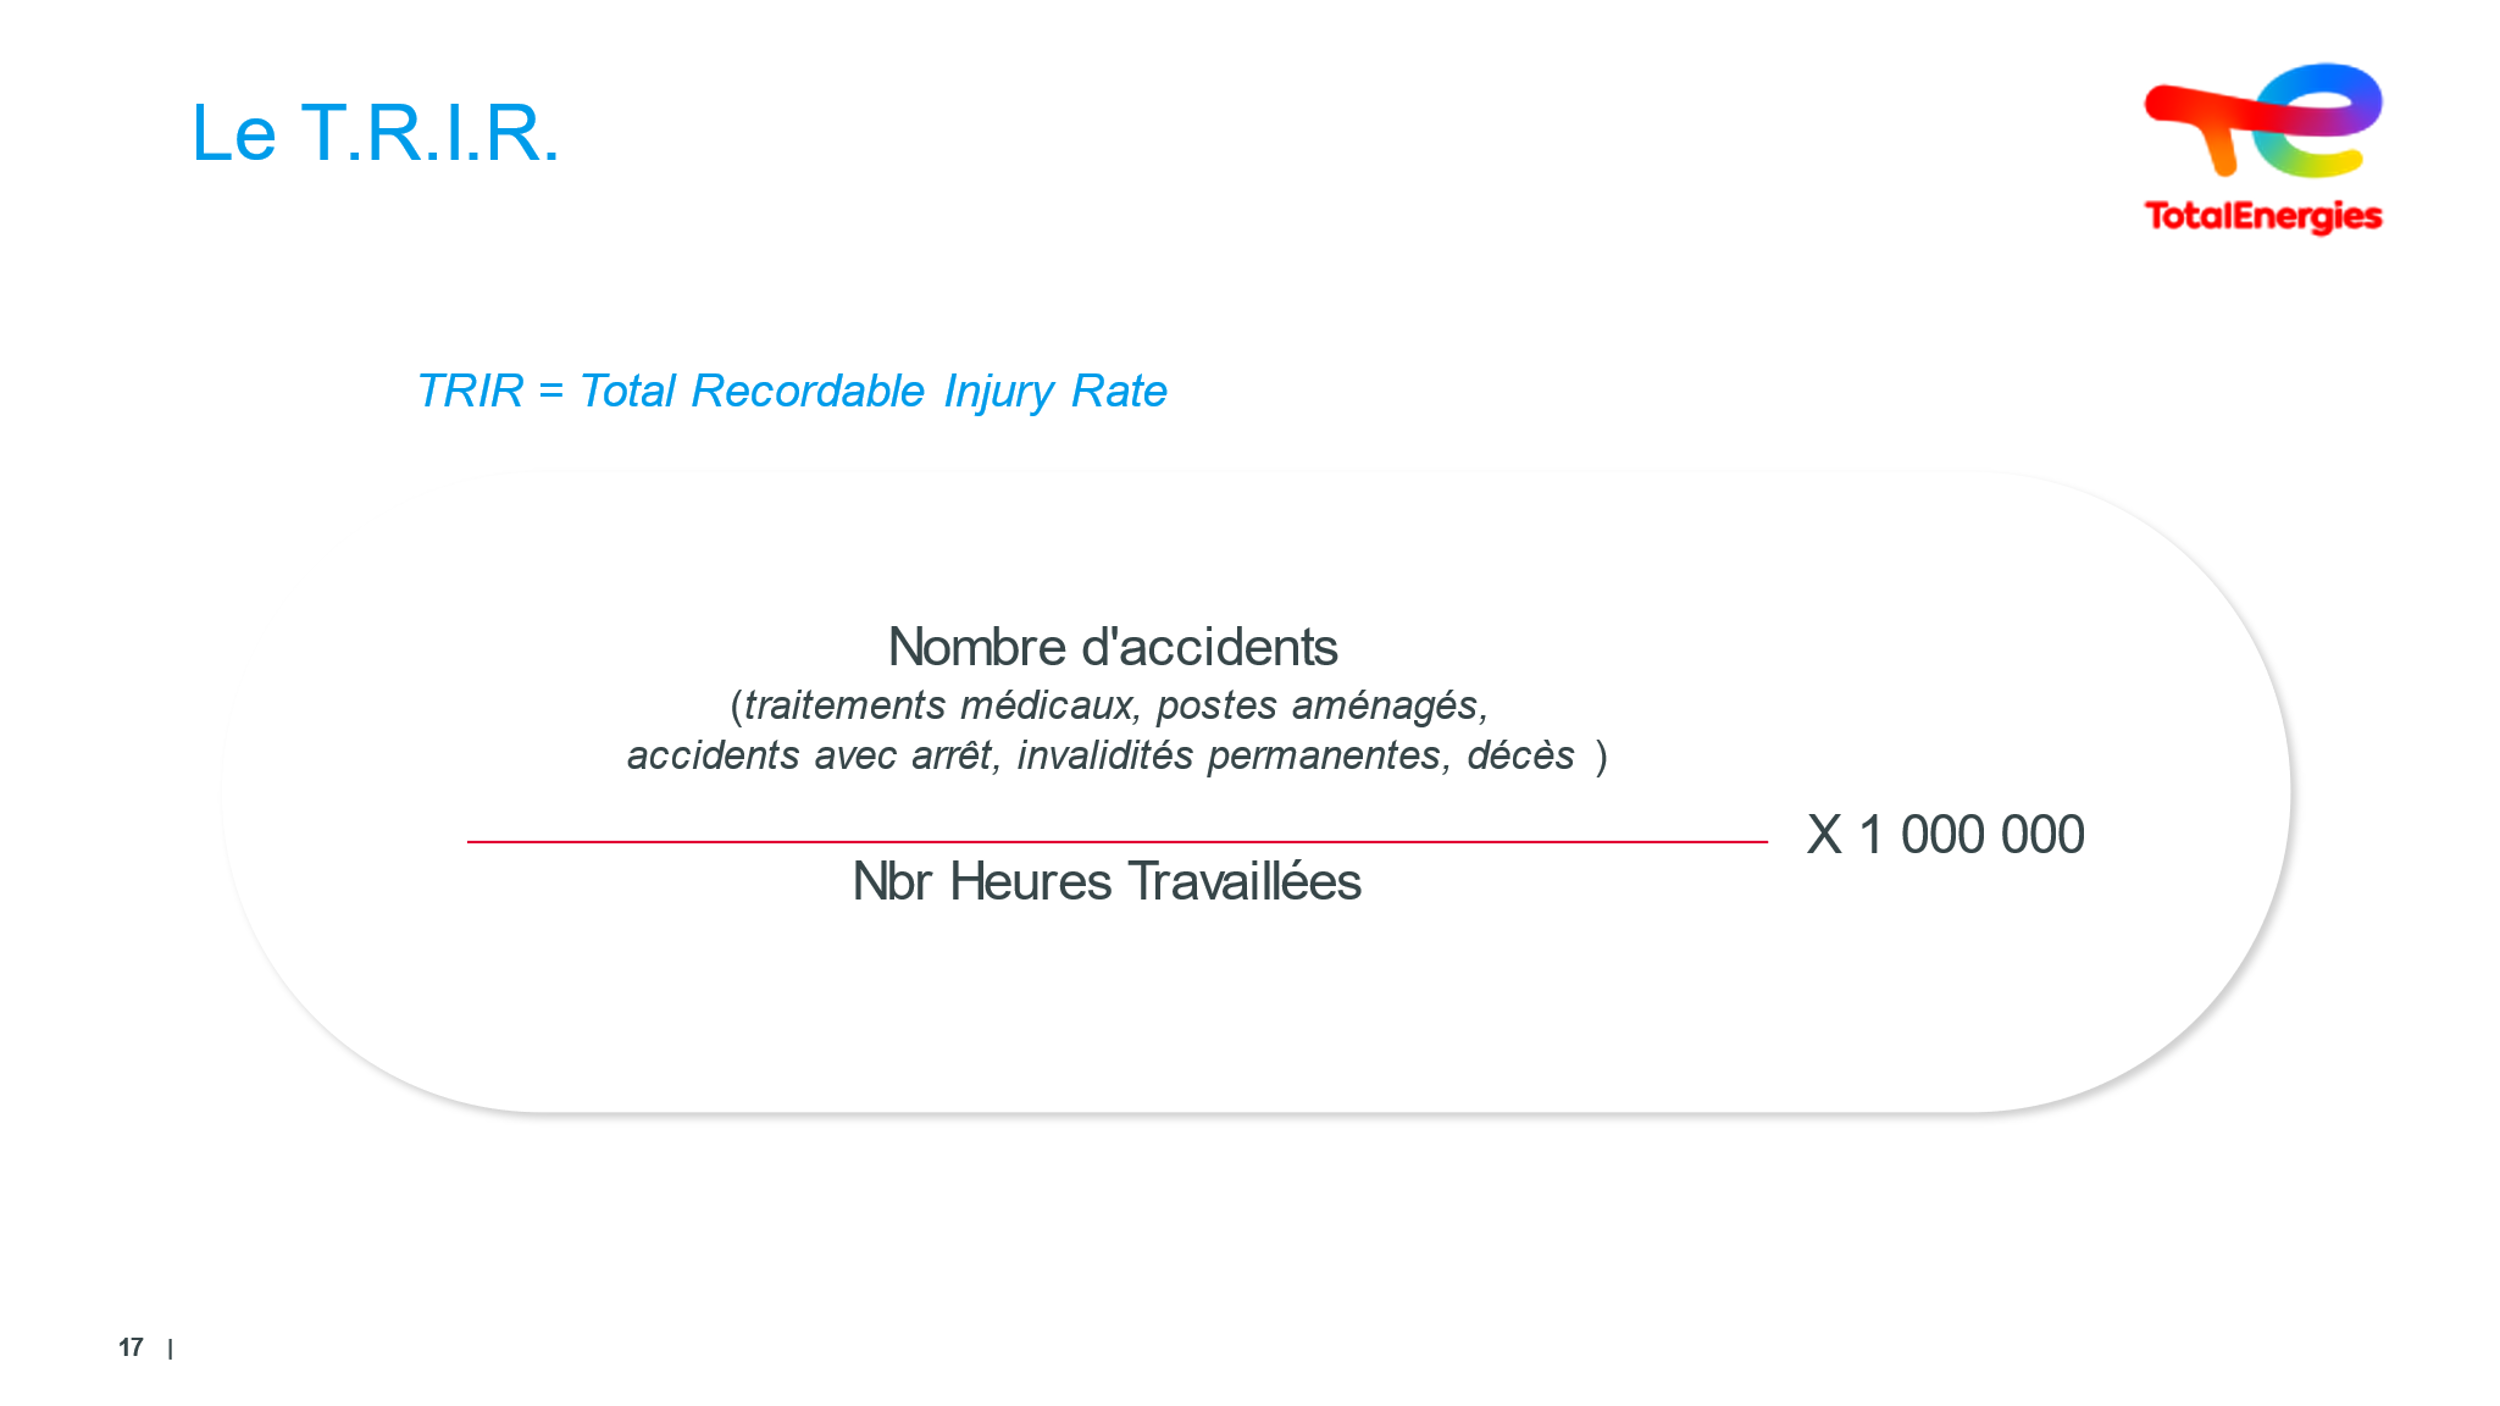 Le T.R.I.R.
TotalEnergies
TRIR = Total Recordable Injury Rate
Nombre d'accidents
(traitements médicaux, postes aménagés,
accidents avec arrêt, invalidités permanentes, décès )
X 1 000 000
Nbr Heures Travaillées
17 |